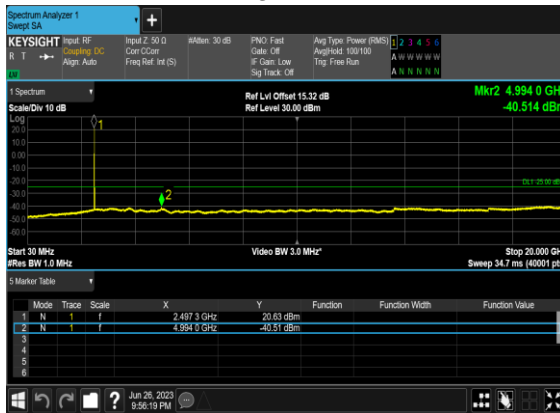 Spectrum Analyzer 1
Swept SA
KEYSIGHT Input: RF Input Z: 50 Ω #Atten: 30 dB PNO: Fast Avg Type: Power (RMS) 1 2 3 4 5 6
R T Coupling: DC Corr CCorr Gate: Off Avg|Hold: 100/100 A W W W W W
Align: Auto Freq Ref: Int (S) IF Gain: Low Trig: Free Run
Sig Track: Off A N N N N N
1 Spectrum Ref Lvl Offset 15.32 dB Mkr2 4.994 0 GH
Scale/Div 10 dB Ref Level 30.00 dBm -40.514 dB
Log
20.0
10.0
0.00
-10.0
-20.0
-30.0
-40.0
-50.0
-60.0
1
2
Start 30 MHz Video BW 3.0 MHz* Stop 20.000 GH
#Res BW 1.0 MHz Sweep 34.7 ms (40001 pt
5 Marker Table
Mode Trace Scale X Y Function Function Width Function Value
1 N 1 f 2.497 3 GHz 20.63 dBm
2 N 1 f 4.994 0 GHz -40.51 dBm
3
4
5
6
? Jun 26, 2023
9:56:19 PM